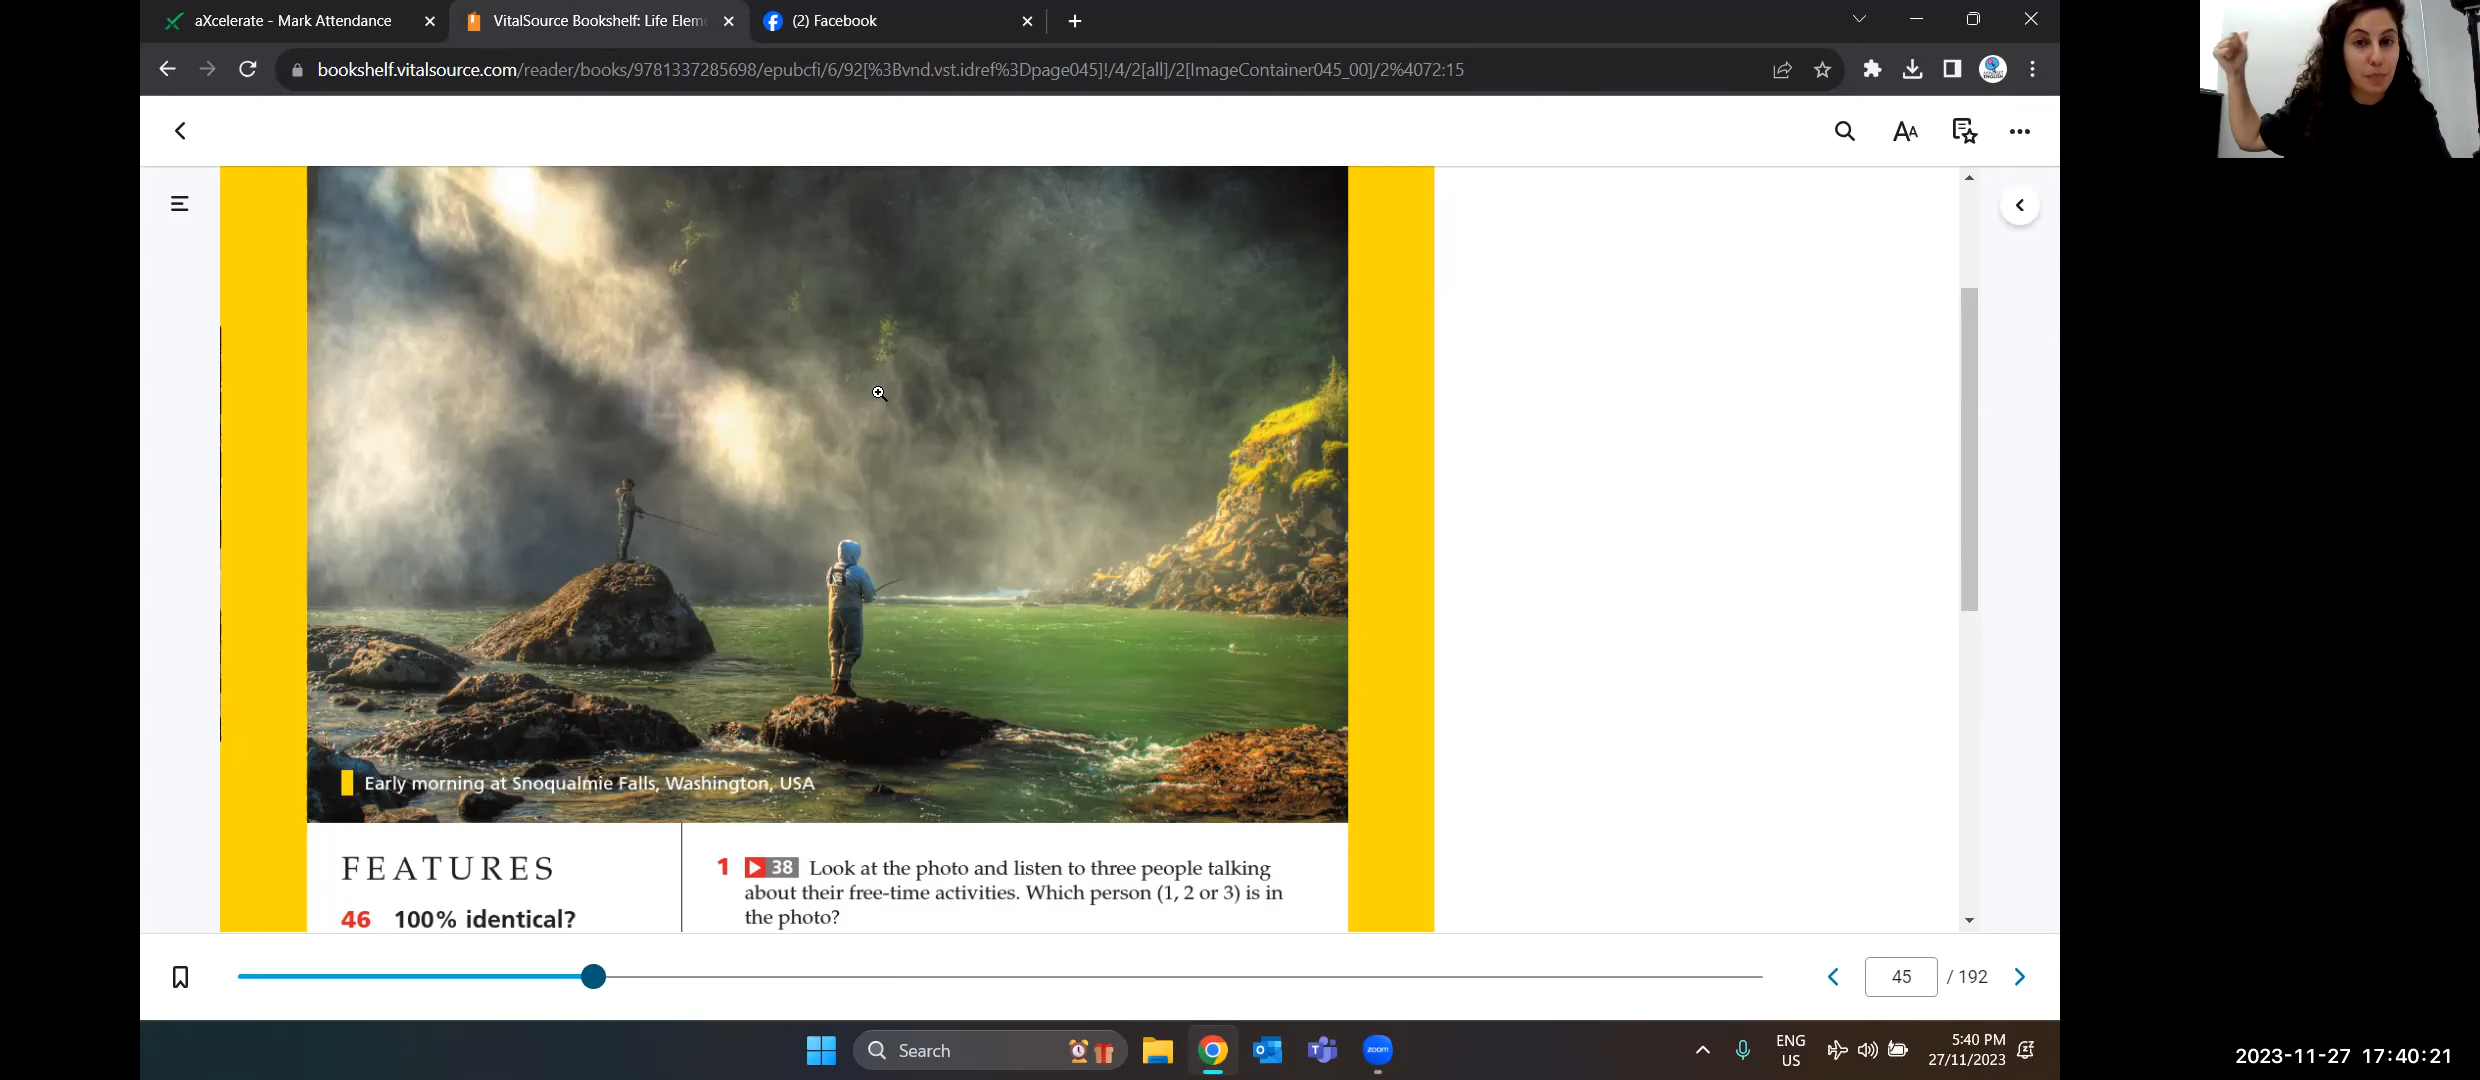 aXcelerate - Mark Attendance
VitalSource Bookshelf: Life Elem
(2) Facebook
bookshelf.vitalsource.com/reader/books/9781337285698/epubcfi/6/92[%3Bvnd.vst.idref%3Dpage045]!/4/2[all]/2[ImageContainer045_00]/2%4072:15
AA
Early morning at Snoqualmie Falls, Washington, USA
FEATURES
46 100% identical?
1 38 Look at the photo and listen to three people talking
about their free-time activities. Which person (1, 2 or 3) is in
the photo?
45 / 192
Search
zoom
ENG
US
5:40 PM
27/11/2023
2023-11-27 17:40:21